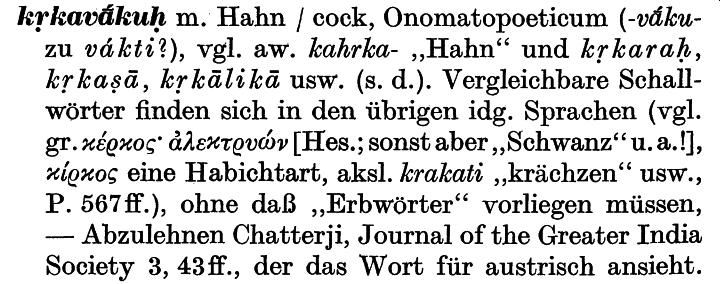 kṛkavā́kuḥ m. Hahn / cock, Onomatopoeticum (-vā́ku-
zu vákti?), vgl. aw. kahrka- „Hahn“ und kṛkaraḥ,
kṛkaṣā, kṛkālikā usw. (s. d.). Vergleichbare Schall-
wörter finden sich in den übrigen idg. Sprachen (vgl.
gr. κέρκος· ἀλεκτρυών [Hes.; sonst aber „Schwanz“ u. a.!],
κίρκος eine Habichtart, aksl. krakati „krächzen“ usw.,
P. 567ff.), ohne daß „Erbwörter“ vorliegen müssen,
— Abzulehnen Chatterji, Journal of the Greater India
Society 3, 43ff., der das Wort für austrisch ansieht.